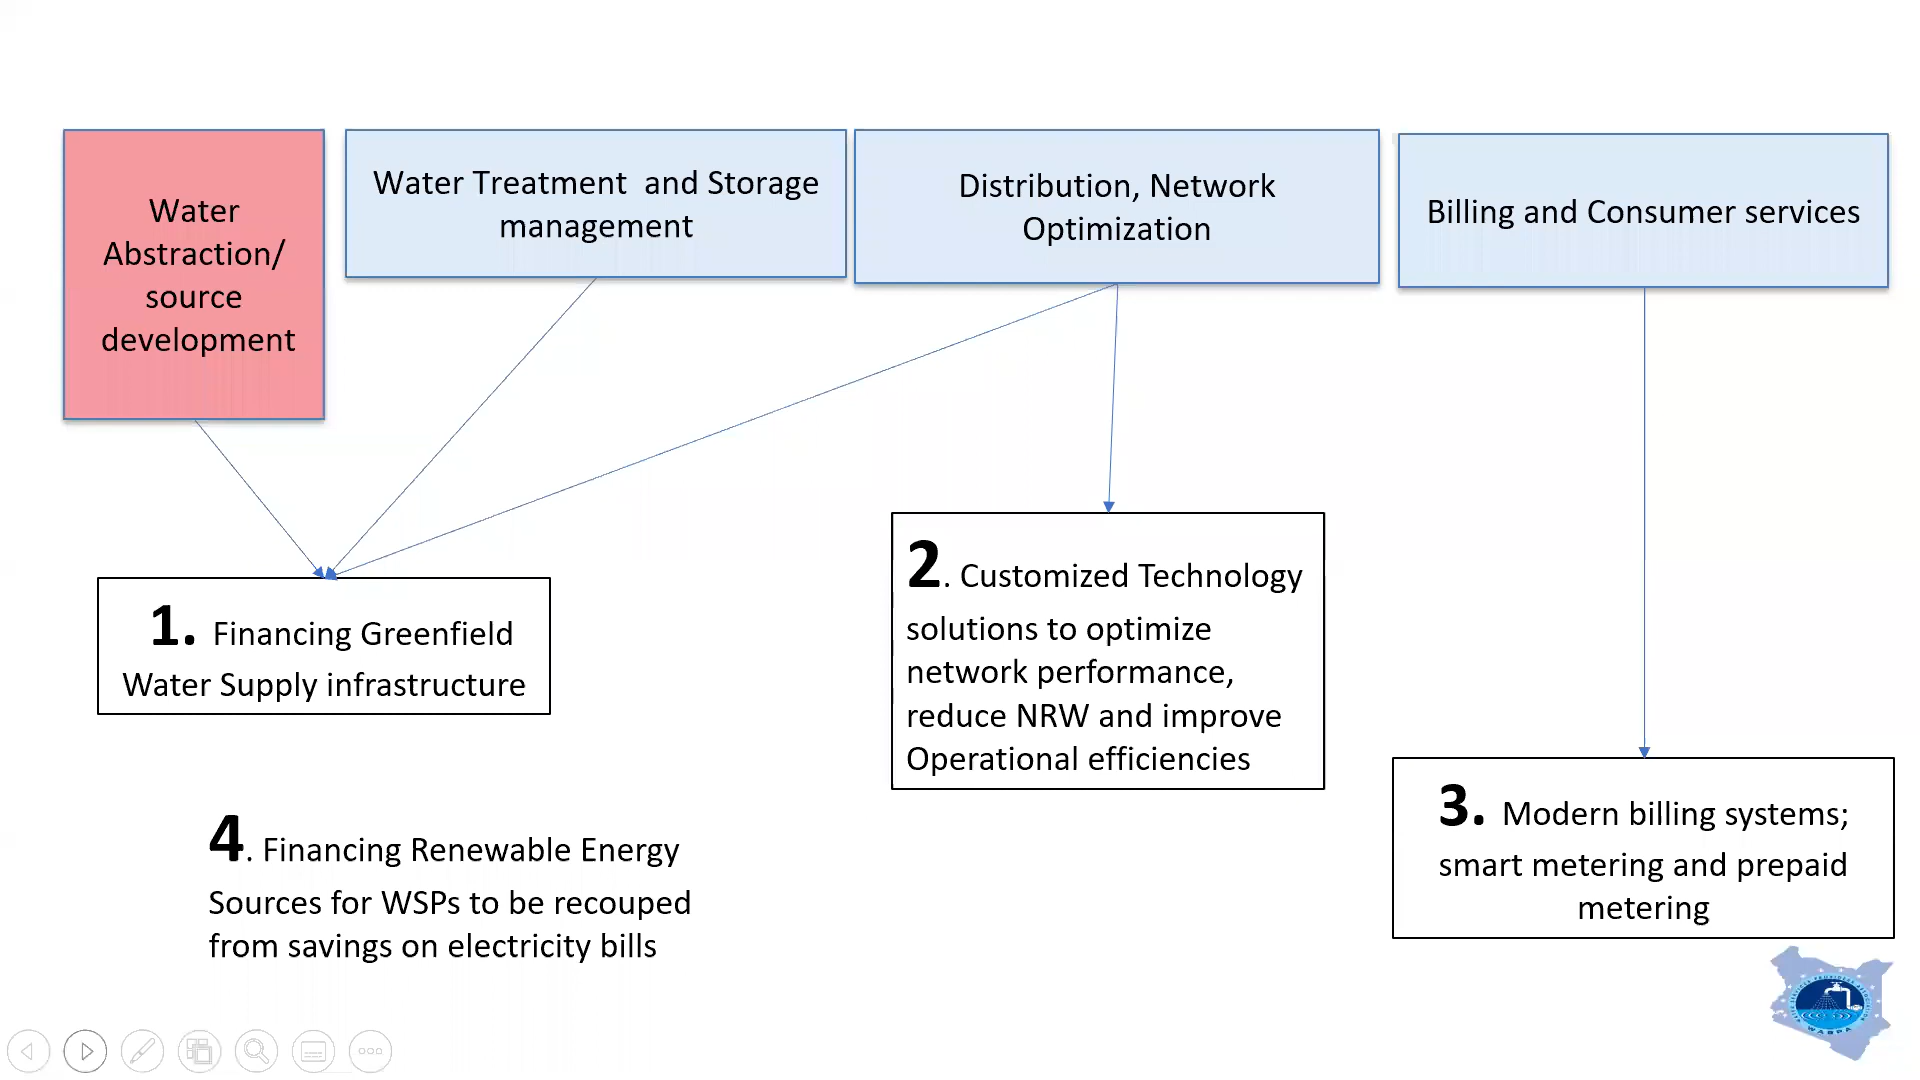 Water
Abstraction/
source
development
Water Treatment  and Storage
management
Distribution, Network
Optimization
Billing and Consumer services
1. Financing Greenfield
Water Supply infrastructure
2. Customized Technology
solutions to optimize
network performance,
reduce NRW and improve
Operational efficiencies
3. Modern billing systems;
smart metering and prepaid
metering
4. Financing Renewable Energy
Sources for WSPs to be recouped
from savings on electricity bills
WASPA